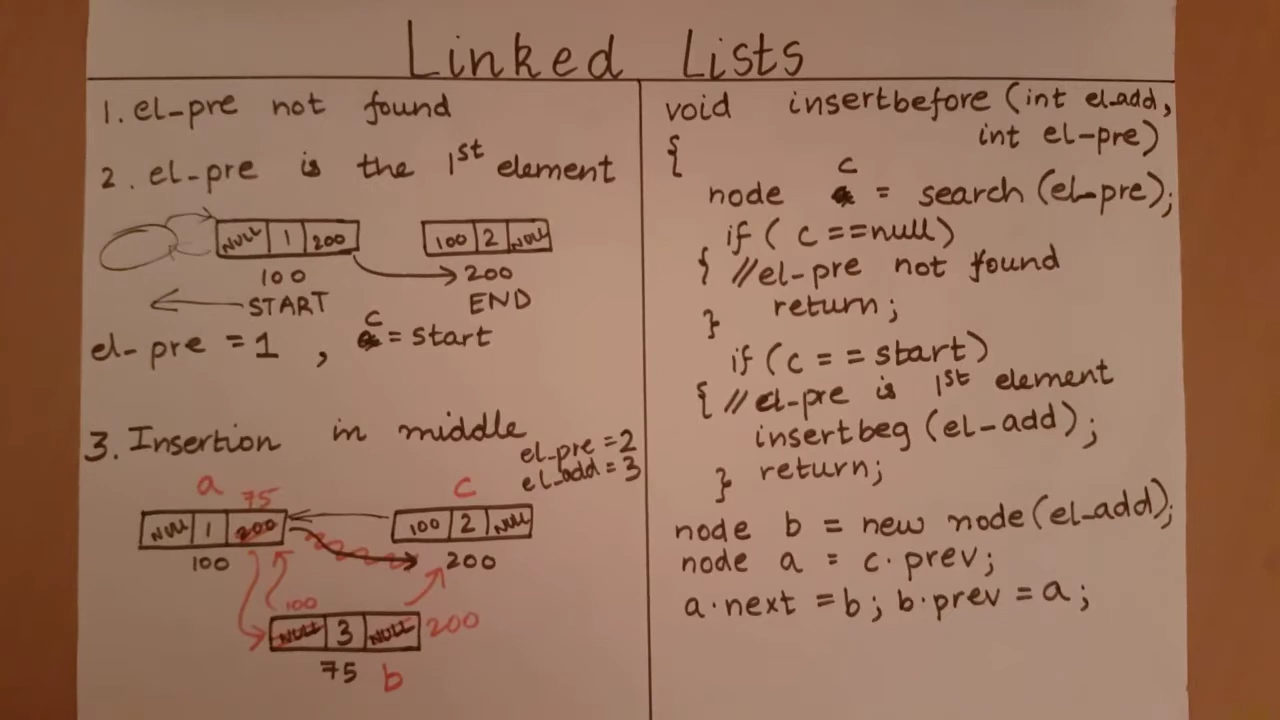 Linked Lists
1. el-pre not found
2. el-pre is the 1st element
NULL 1 200
100 2 NULL
100
200
START
END
el-pre = 1 , c = start
3. Insertion in middle
el-pre = 2
el-add = 3
a
75
c
NULL 1 200
100 2 NULL
100
200
100
NULL 3 NULL
200
75
b
void insertbefore (int el-add,
int el-pre)
{
c
node = search (el-pre);
if ( c ==null)
{ //el-pre not found
return ;
}
if ( c = = start )
{ // el-pre is 1st element
insertbeg (el-add) ;
} return;
node b = new node (el-add);
node a = c. prev;
a.next = b ; b.prev = a ;